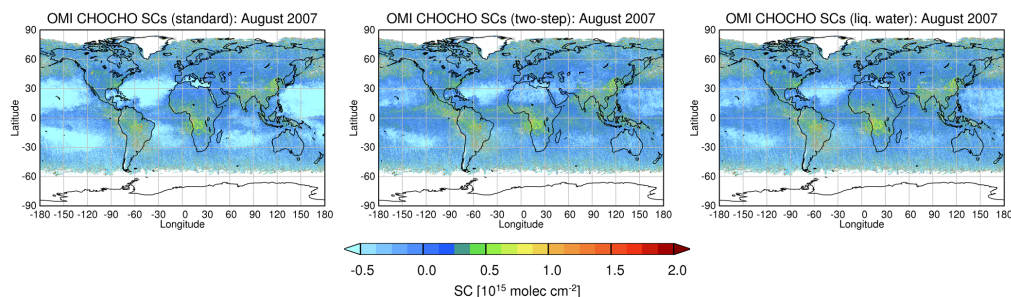 OMI CHOCHO SCs (standard): August 2007
90
60
30
0
-30
-60
-90
Latitude
-180 -150 -120 -90 -60 -30 0 30 60 90 120 150 180
Longitude
OMI CHOCHO SCs (two-step): August 2007
90
60
30
0
-30
-60
-90
Latitude
-180 -150 -120 -90 -60 -30 0 30 60 90 120 150 180
Longitude
OMI CHOCHO SCs (liq. water): August 2007
90
60
30
0
-30
-60
-90
Latitude
-180 -150 -120 -90 -60 -30 0 30 60 90 120 150 180
Longitude
-0.5 0.0 0.5 1.0 1.5 2.0
SC [10¹⁵ molec cm⁻²]